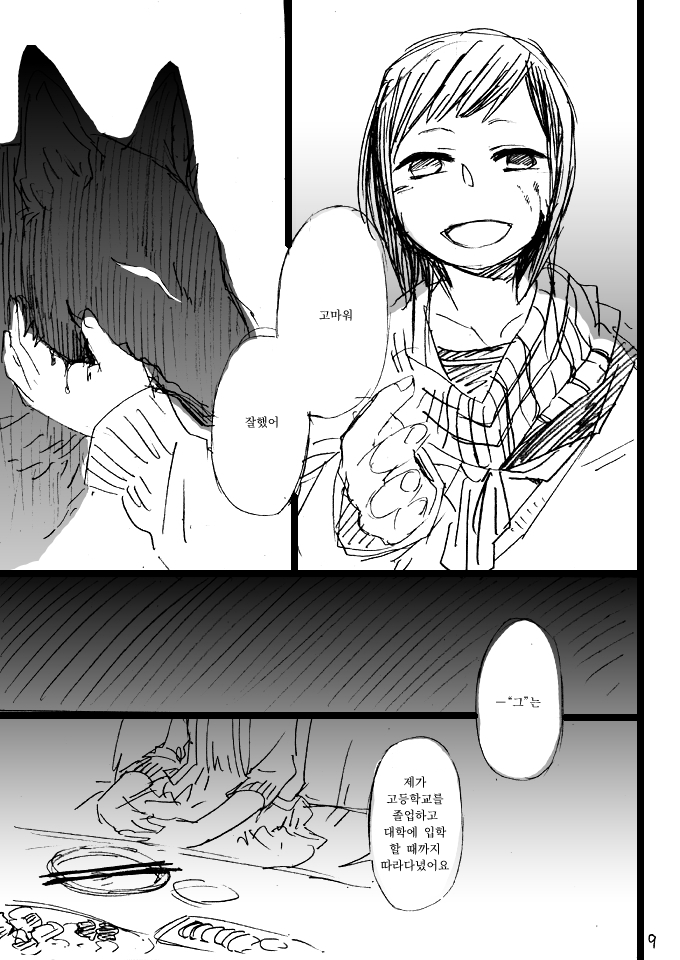 고마워
잘했어
—“그”는
제가
고등학교를
졸업하고
대학에 입학
할 때까지
따라다녔어요
9